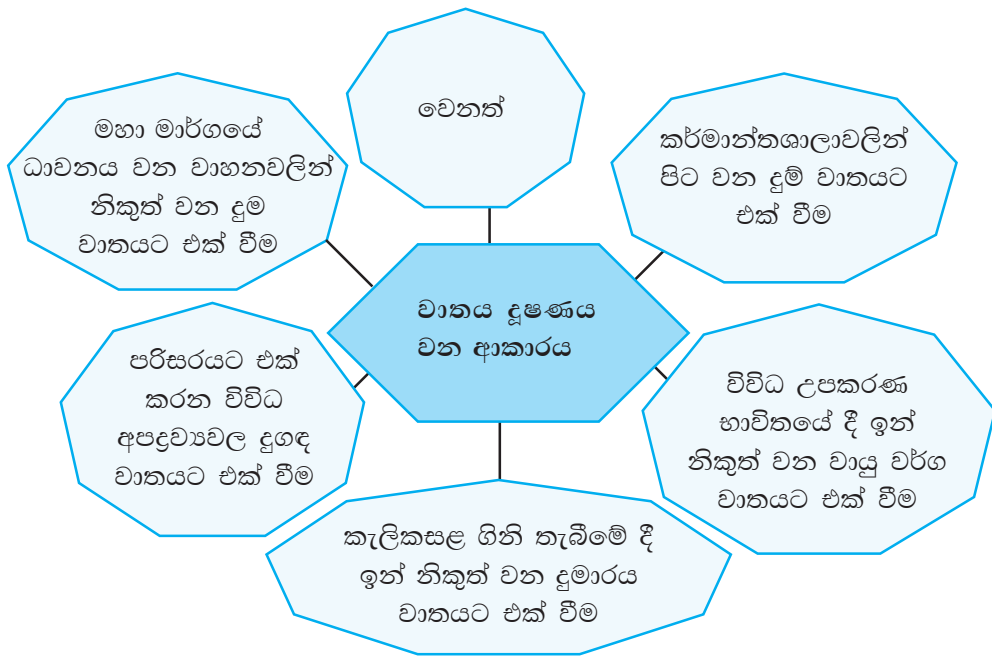 වෙනත්
මහා මාර්ගයේ
ධාවනය වන වාහනවලින්
නිකුත් වන දුම
වාතයට එක් වීම
කර්මාන්තශාලාවලින්
පිට වන දුම් වාතයට
එක් වීම
වාතය දූෂණය
වන ආකාරය
පරිසරයට එක්
කරන විවිධ
අපද්‍රව්‍යවල දුගඳ
වාතයට එක් වීම
විවිධ උපකරණ
භාවිතයේ දී ඉන්
නිකුත් වන වායු වර්ග
වාතයට එක් වීම
කැලිකසළ ගිනි තැබීමේ දී
ඉන් නිකුත් වන දුමාරය
වාතයට එක් වීම